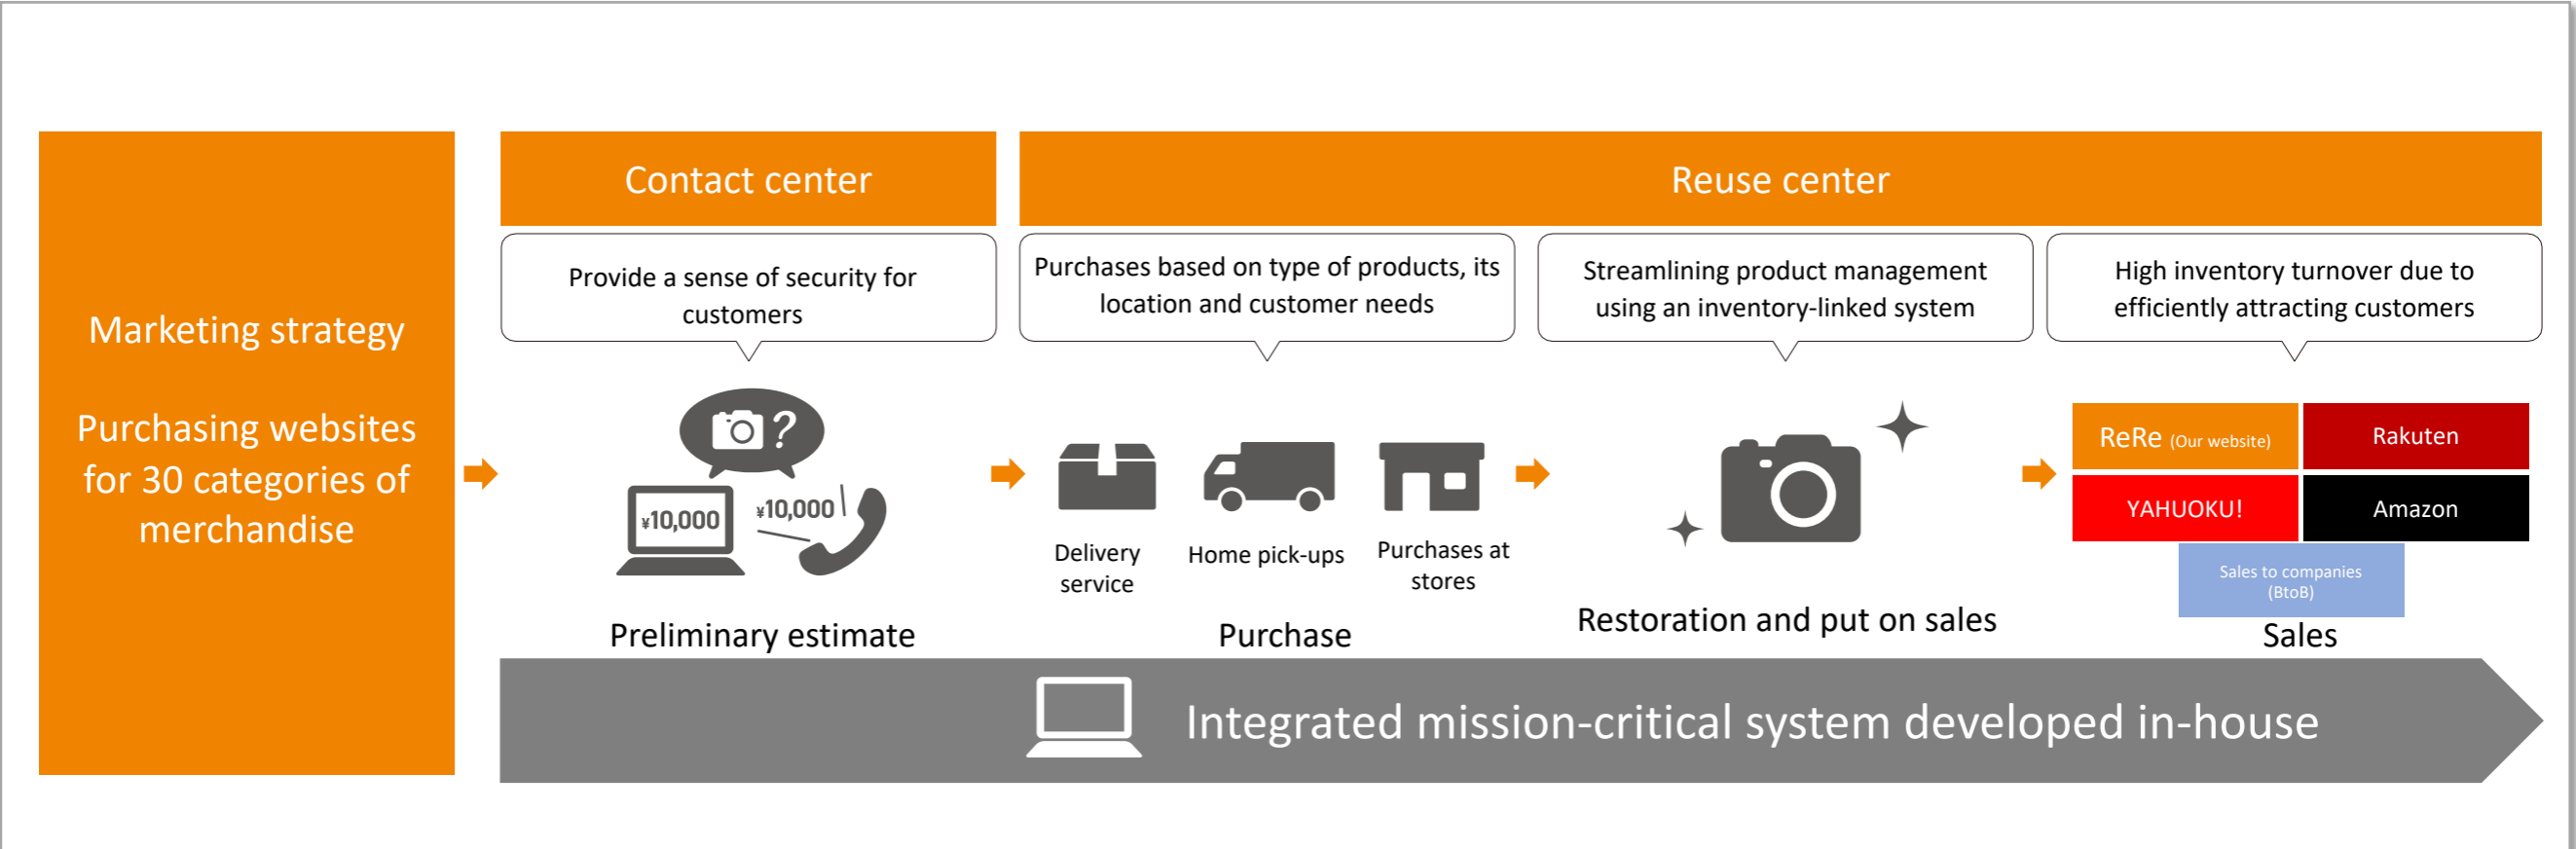 Marketing strategy
Purchasing websites
for 30 categories of
merchandise
Contact center
Provide a sense of security for
customers
?
¥10,000
¥10,000
Preliminary estimate
Reuse center
Purchases based on type of products, its
location and customer needs
Delivery
service
Home pick-ups
Purchases at
stores
Purchase
Streamlining product management
using an inventory-linked system
Restoration and put on sales
High inventory turnover due to
efficiently attracting customers
ReRe (Our website)
Rakuten
YAHUOKU!
Amazon
Sales to companies
(BtoB)
Sales
Integrated mission-critical system developed in-house